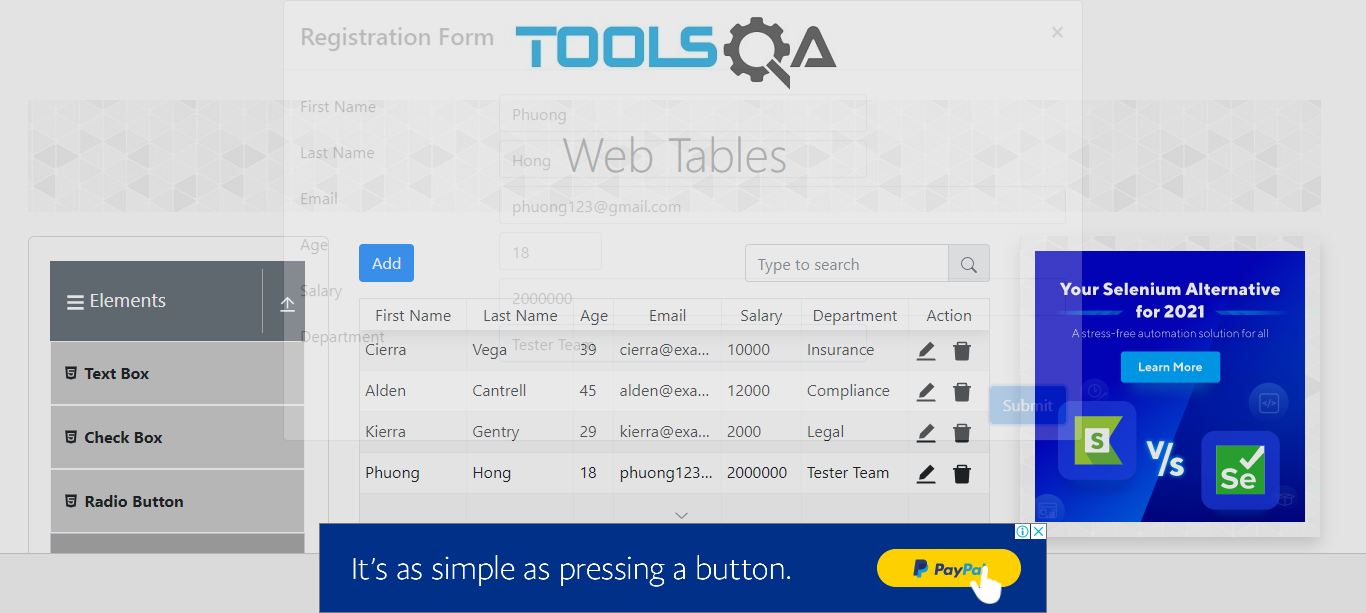 Registration Form
×
TOOLSQA
First Name
Phuong
Last Name
Hong
Web Tables
Email
phuong123@gmail.com
Age
18
Salary
2000000
Department
Tester Team
Submit
Elements
Text Box
Check Box
Radio Button
Add
Type to search
First Name Last Name Age Email Salary Department Action
Cierra Vega 39 cierra@exa... 10000 Insurance
Alden Cantrell 45 alden@exa... 12000 Compliance
Kierra Gentry 29 kierra@exa... 2000 Legal
Phuong Hong 18 phuong123... 2000000 Tester Team
Your Selenium Alternative
for 2021
A stress-free automation solution for all
Learn More
S
V/s
Se
It's as simple as pressing a button.
PayPal